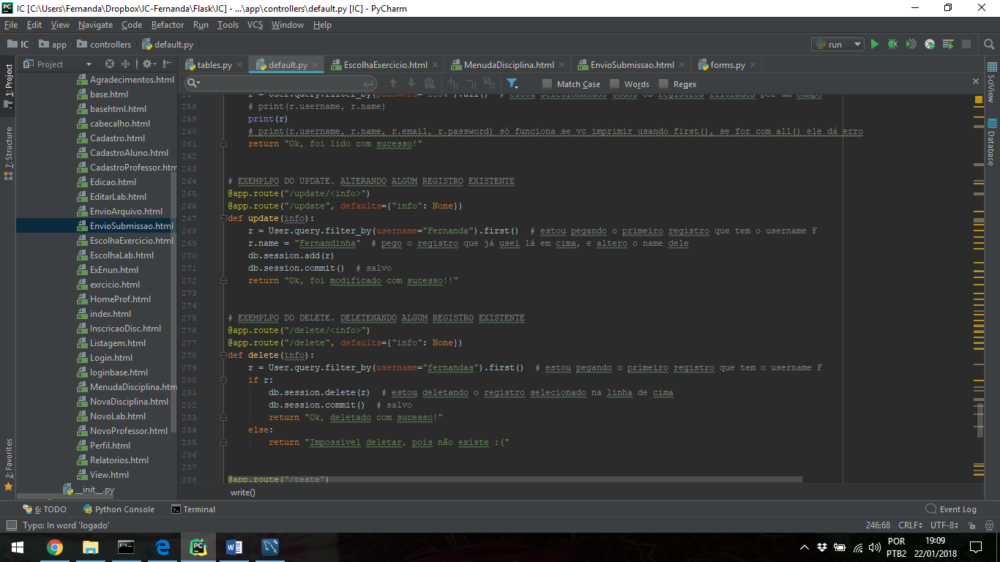 IC [C:\Users\Fernanda\Dropbox\IC-Fernanda\Flask\IC] - ...\app\controllers\default.py [IC] - PyCharm
File Edit View Navigate Code Refactor Run Tools VCS Window Help
IC app controllers default.py run
Project
tables.py default.py EscolhaExercicio.html MenudaDisciplina.html EnvioSubmissao.html forms.py
Match Case Words Regex
1: Project
7: Structure
2: Favorites
Agradecimentos.html
base.html
basehtml.html
cabecalho.html
Cadastro.html
CadastroAluno.html
CadastroProfessor.htm
Edicao.html
EditarLab.html
EnvioArquivo.html
EnvioSubmissao.html
EscolhaExercicio.html
EscolhaLab.html
ExEnun.html
exrcicio.html
HomeProf.html
index.html
InscricaoDisc.html
Listagem.html
Login.html
loginbase.html
MenudaDisciplina.htm
NovaDisciplina.html
NovoLab.html
NovoProfessor.html
Perfil.html
Relatorios.html
View.html
__init__.py
257 r = User.query.filter_by(password="1234").all() # estou selecionados todos os registros filtrados por um campo
258 # print(r.username, r.name)
259 print(r)
260 # print(r.username, r.name, r.email, r.password) só funciona se vc imprimir usando first(), se for com all() ele dá erro
261 return "Ok, foi lido com sucesso!"
262
263
264 # EXEMPLPO DO UPDATE. ALTERANDO ALGUM REGISTRO EXISTENTE
265 @app.route("/update/<info>")
266 @app.route("/update", defaults={"info": None})
267 def update(info):
268 r = User.query.filter_by(username="Fernanda").first() # estou pegando o primeiro registro que tem o username F
269 r.name = "Fernandinha" # pego o registro que já usei lá em cima, e altero o name dele
270 db.session.add(r)
271 db.session.commit() # salvo
272 return "Ok, foi modificado com sucesso!!"
273
274
275 # EXEMPLPO DO DELETE. DELETENANDO ALGUM REGISTRO EXISTENTE
276 @app.route("/delete/<info>")
277 @app.route("/delete", defaults={"info": None})
278 def delete(info):
279 r = User.query.filter_by(username="fernandas").first() # estou pegando o primeiro registro que tem o username F
280 if r:
281 db.session.delete(r) # estou deletando o registro selecionado na linha de cima
282 db.session.commit() # salvo
283 return "Ok, deletado com sucesso!"
284 else:
285 return "Impossivel deletar, pois não existe :("
286
287
288 @app.route("/teste")
write()
SciView
Database
6: TODO Python Console Terminal Event Log
Typo: In word 'logado' 246:68 CRLF UTF-8
POR
PTB2
19:09
22/01/2018